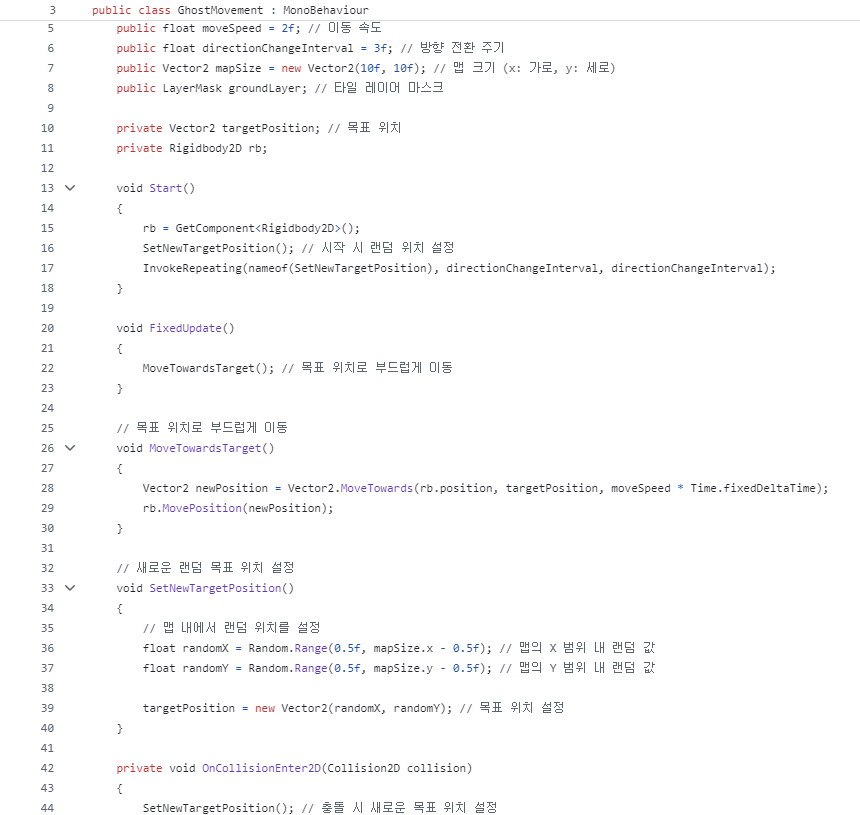 3 public class GhostMovement : MonoBehaviour
5 public float moveSpeed = 2f; // 이동 속도
6 public float directionChangeInterval = 3f; // 방향 전환 주기
7 public Vector2 mapSize = new Vector2(10f, 10f); // 맵 크기 (x: 가로, y: 세로)
8 public LayerMask groundLayer; // 타일 레이어 마스크
9
10 private Vector2 targetPosition; // 목표 위치
11 private Rigidbody2D rb;
12
13 void Start()
14 {
15 rb = GetComponent<Rigidbody2D>();
16 SetNewTargetPosition(); // 시작 시 랜덤 위치 설정
17 InvokeRepeating(nameof(SetNewTargetPosition), directionChangeInterval, directionChangeInterval);
18 }
19
20 void FixedUpdate()
21 {
22 MoveTowardsTarget(); // 목표 위치로 부드럽게 이동
23 }
24
25 // 목표 위치로 부드럽게 이동
26 void MoveTowardsTarget()
27 {
28 Vector2 newPosition = Vector2.MoveTowards(rb.position, targetPosition, moveSpeed * Time.fixedDeltaTime);
29 rb.MovePosition(newPosition);
30 }
31
32 // 새로운 랜덤 목표 위치 설정
33 void SetNewTargetPosition()
34 {
35 // 맵 내에서 랜덤 위치를 설정
36 float randomX = Random.Range(0.5f, mapSize.x - 0.5f); // 맵의 X 범위 내 랜덤 값
37 float randomY = Random.Range(0.5f, mapSize.y - 0.5f); // 맵의 Y 범위 내 랜덤 값
38
39 targetPosition = new Vector2(randomX, randomY); // 목표 위치 설정
40 }
41
42 private void OnCollisionEnter2D(Collision2D collision)
43 {
44 SetNewTargetPosition(); // 충돌 시 새로운 목표 위치 설정